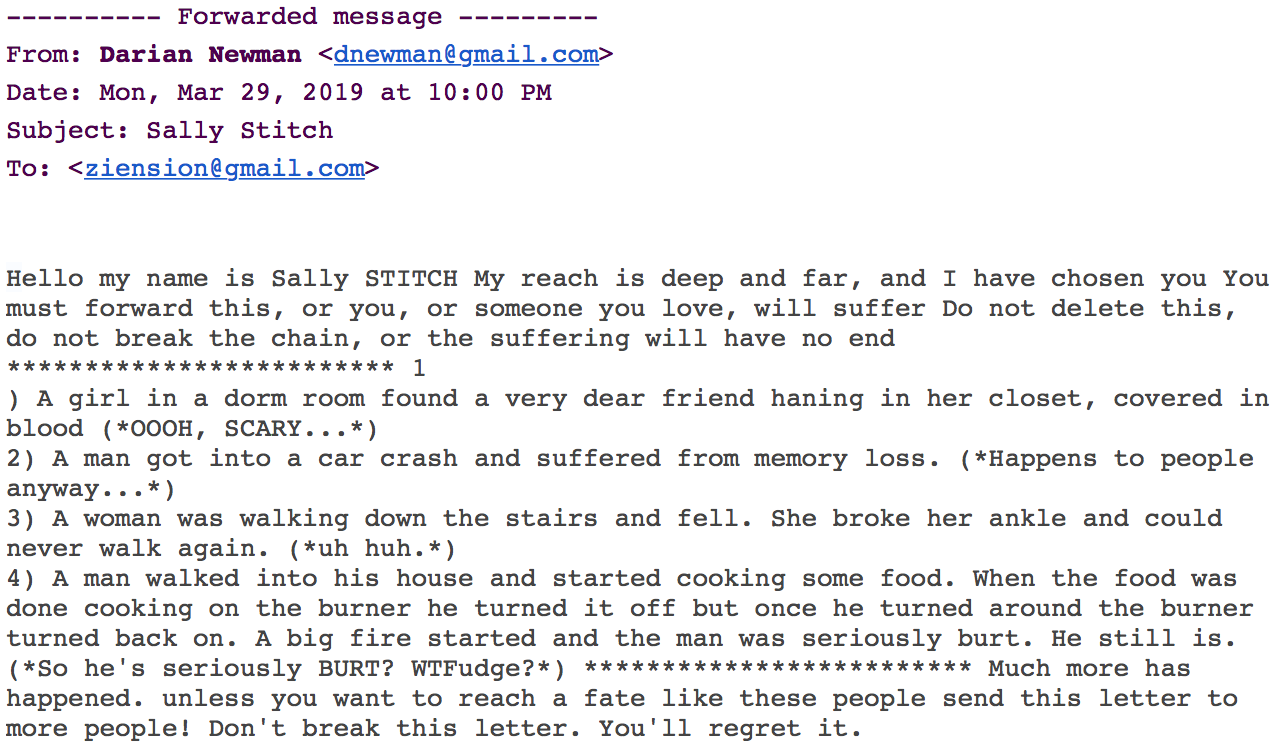 ---------- Forwarded message ---------
From: Darian Newman <dnewman@gmail.com>
Date: Mon, Mar 29, 2019 at 10:00 PM
Subject: Sally Stitch
To: <ziension@gmail.com>
Hello my name is Sally STITCH My reach is deep and far, and I have chosen you You
must forward this, or you, or someone you love, will suffer Do not delete this,
do not break the chain, or the suffering will have no end
************************* 1
) A girl in a dorm room found a very dear friend haning in her closet, covered in
blood (*OOOH, SCARY...*)
2) A man got into a car crash and suffered from memory loss. (*Happens to people
anyway...*)
3) A woman was walking down the stairs and fell. She broke her ankle and could
never walk again. (*uh huh.*)
4) A man walked into his house and started cooking some food. When the food was
done cooking on the burner he turned it off but once he turned around the burner
turned back on. A big fire started and the man was seriously burt. He still is.
(*So he's seriously BURT? WTFudge?*) ************************* Much more has
happened. unless you want to reach a fate like these people send this letter to
more people! Don't break this letter. You'll regret it.